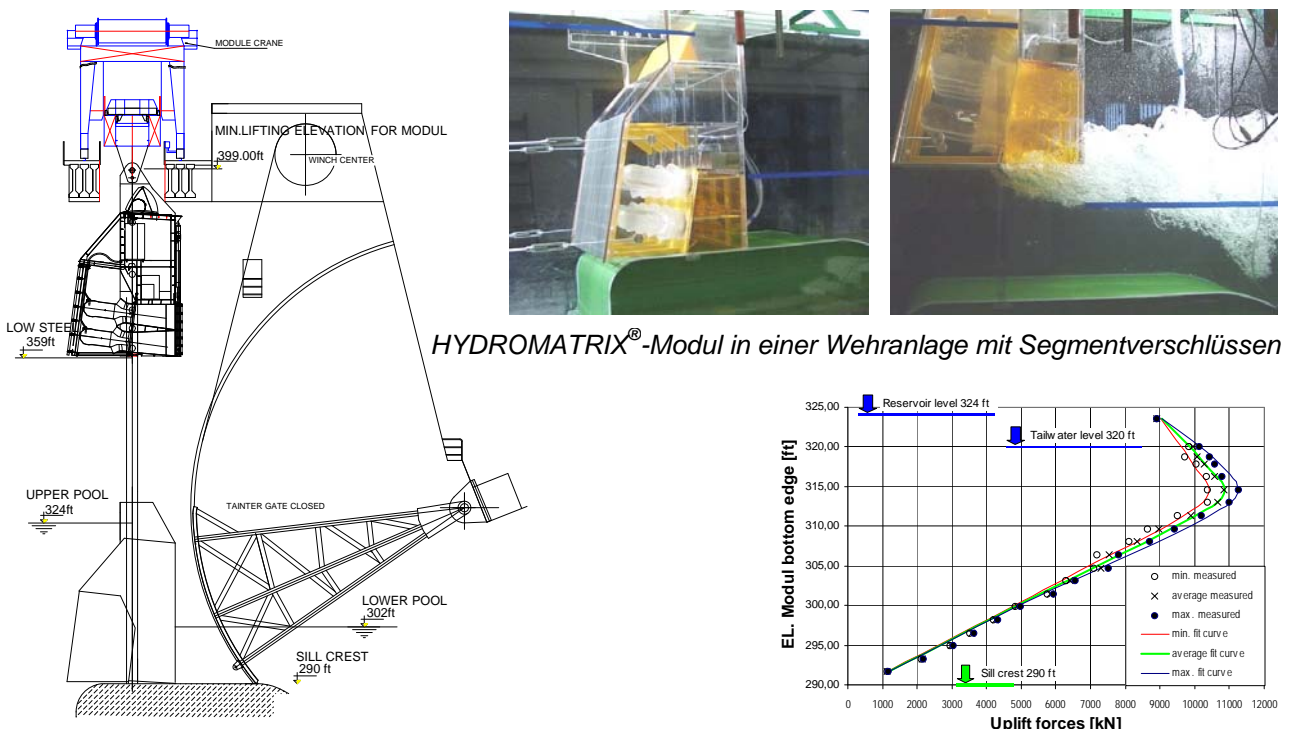 MODULE CRANE
MIN.LIFTING ELEVATION FOR MODUL
399.00ft
WINCH CENTER
LOW STEEL
359ft
UPPER POOL
324ft
TAINTER GATE CLOSED
LOWER POOL
302ft
SILL CREST
290 ft
HYDROMATRIX®-Modul in einer Wehranlage mit Segmentverschlüssen
EL. Modul bottom edge [ft]
325,00
320,00
315,00
310,00
305,00
300,00
295,00
290,00
Reservoir level 324 ft
Tailwater level 320 ft
Sill crest 290 ft
min. measured
average measured
max. measured
min. fit curve
average fit curve
max. fit curve
0 1000 2000 3000 4000 5000 6000 7000 8000 9000 10000 11000 12000
Uplift forces [kN]